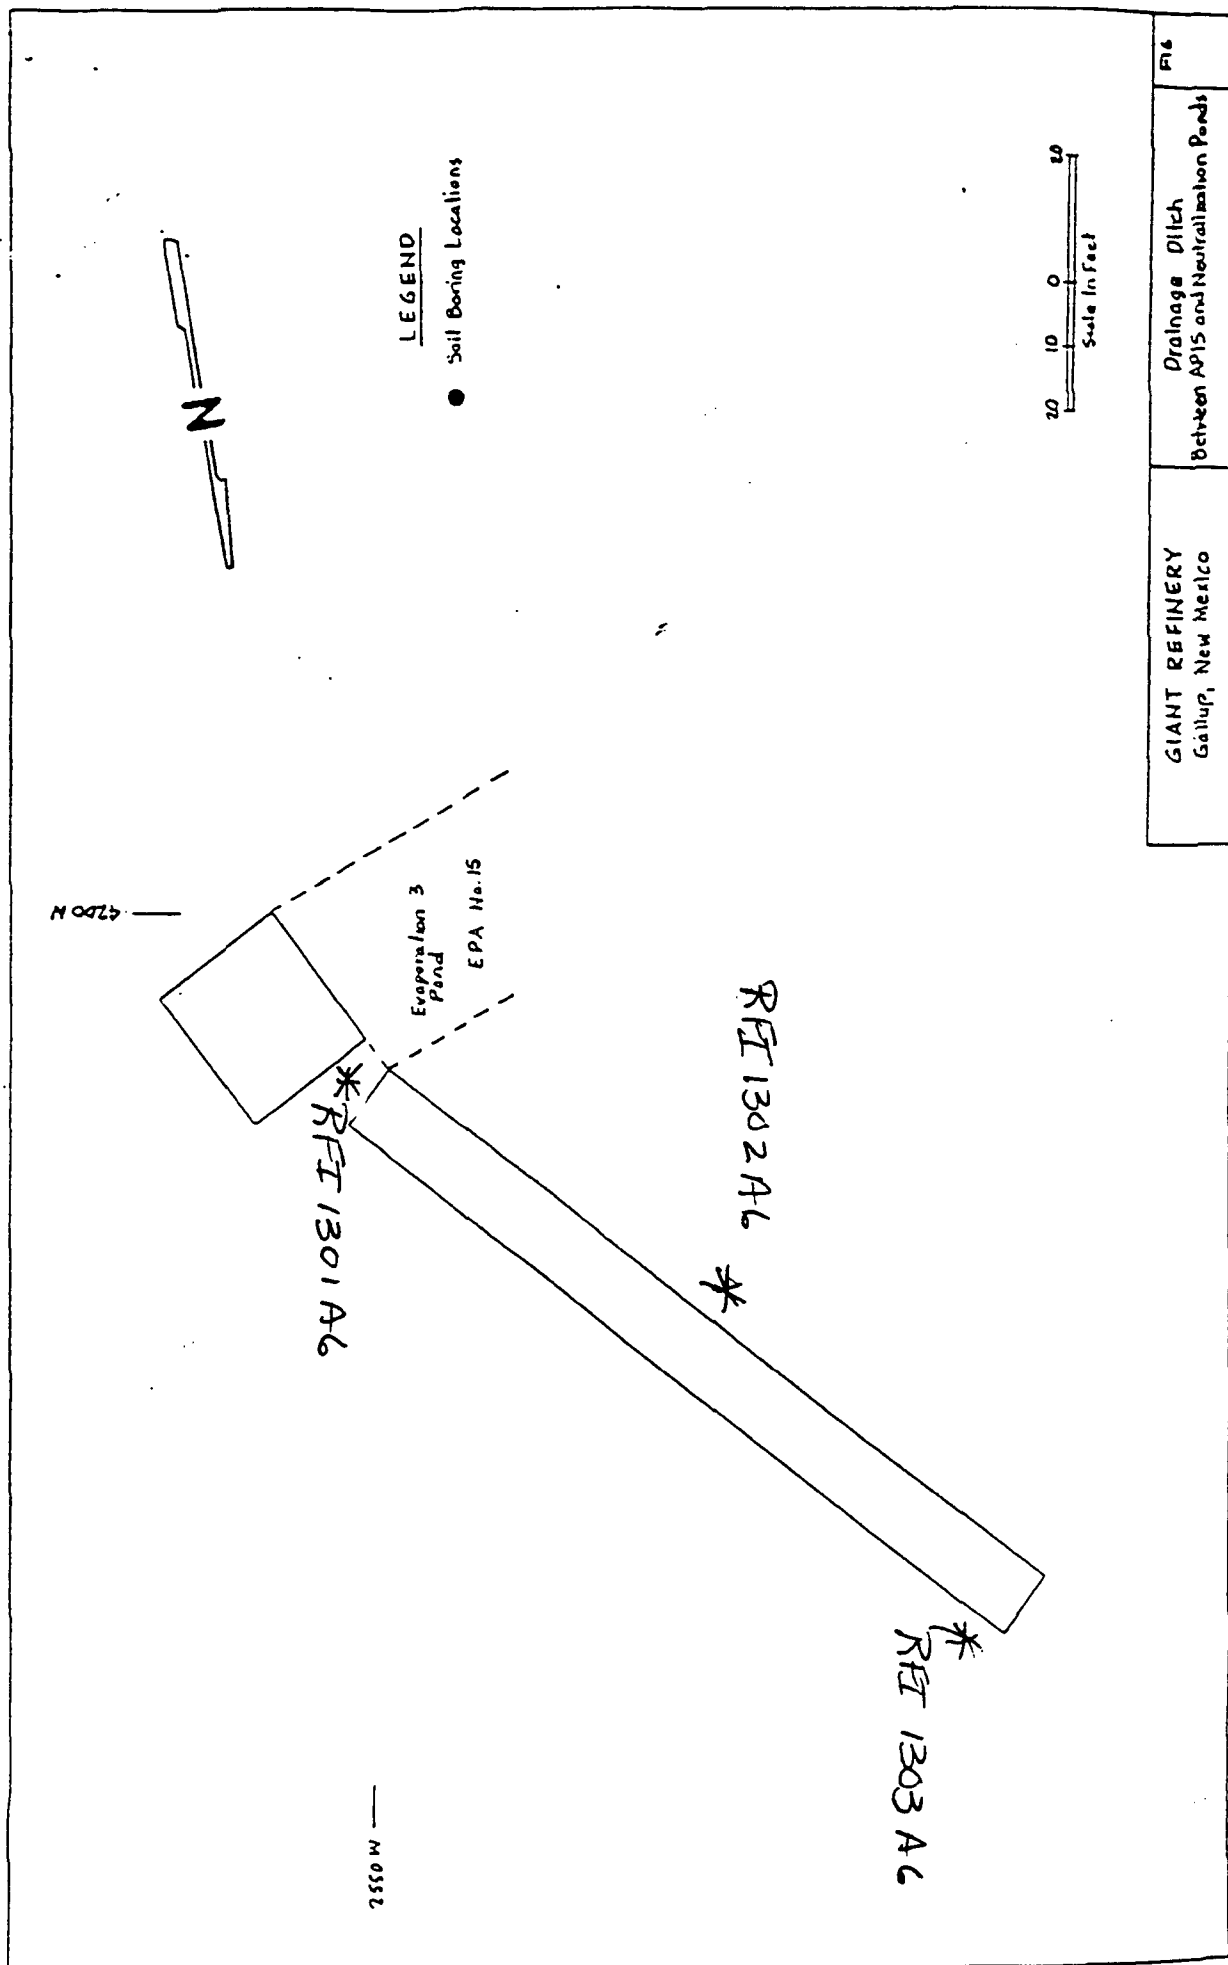 LEGEND
● Soil Boring Locations
N
20 10 0 20
Scale In Feet
4200 N
Evaporation 3
Pond
EPA No. 15
RFI 1301 A6
RFI 1302 A6
RFI 1303 A6
2550 W
GIANT REFINERY
Gallup, New Mexico
Drainage Ditch
Between APIS and Neutralization Ponds